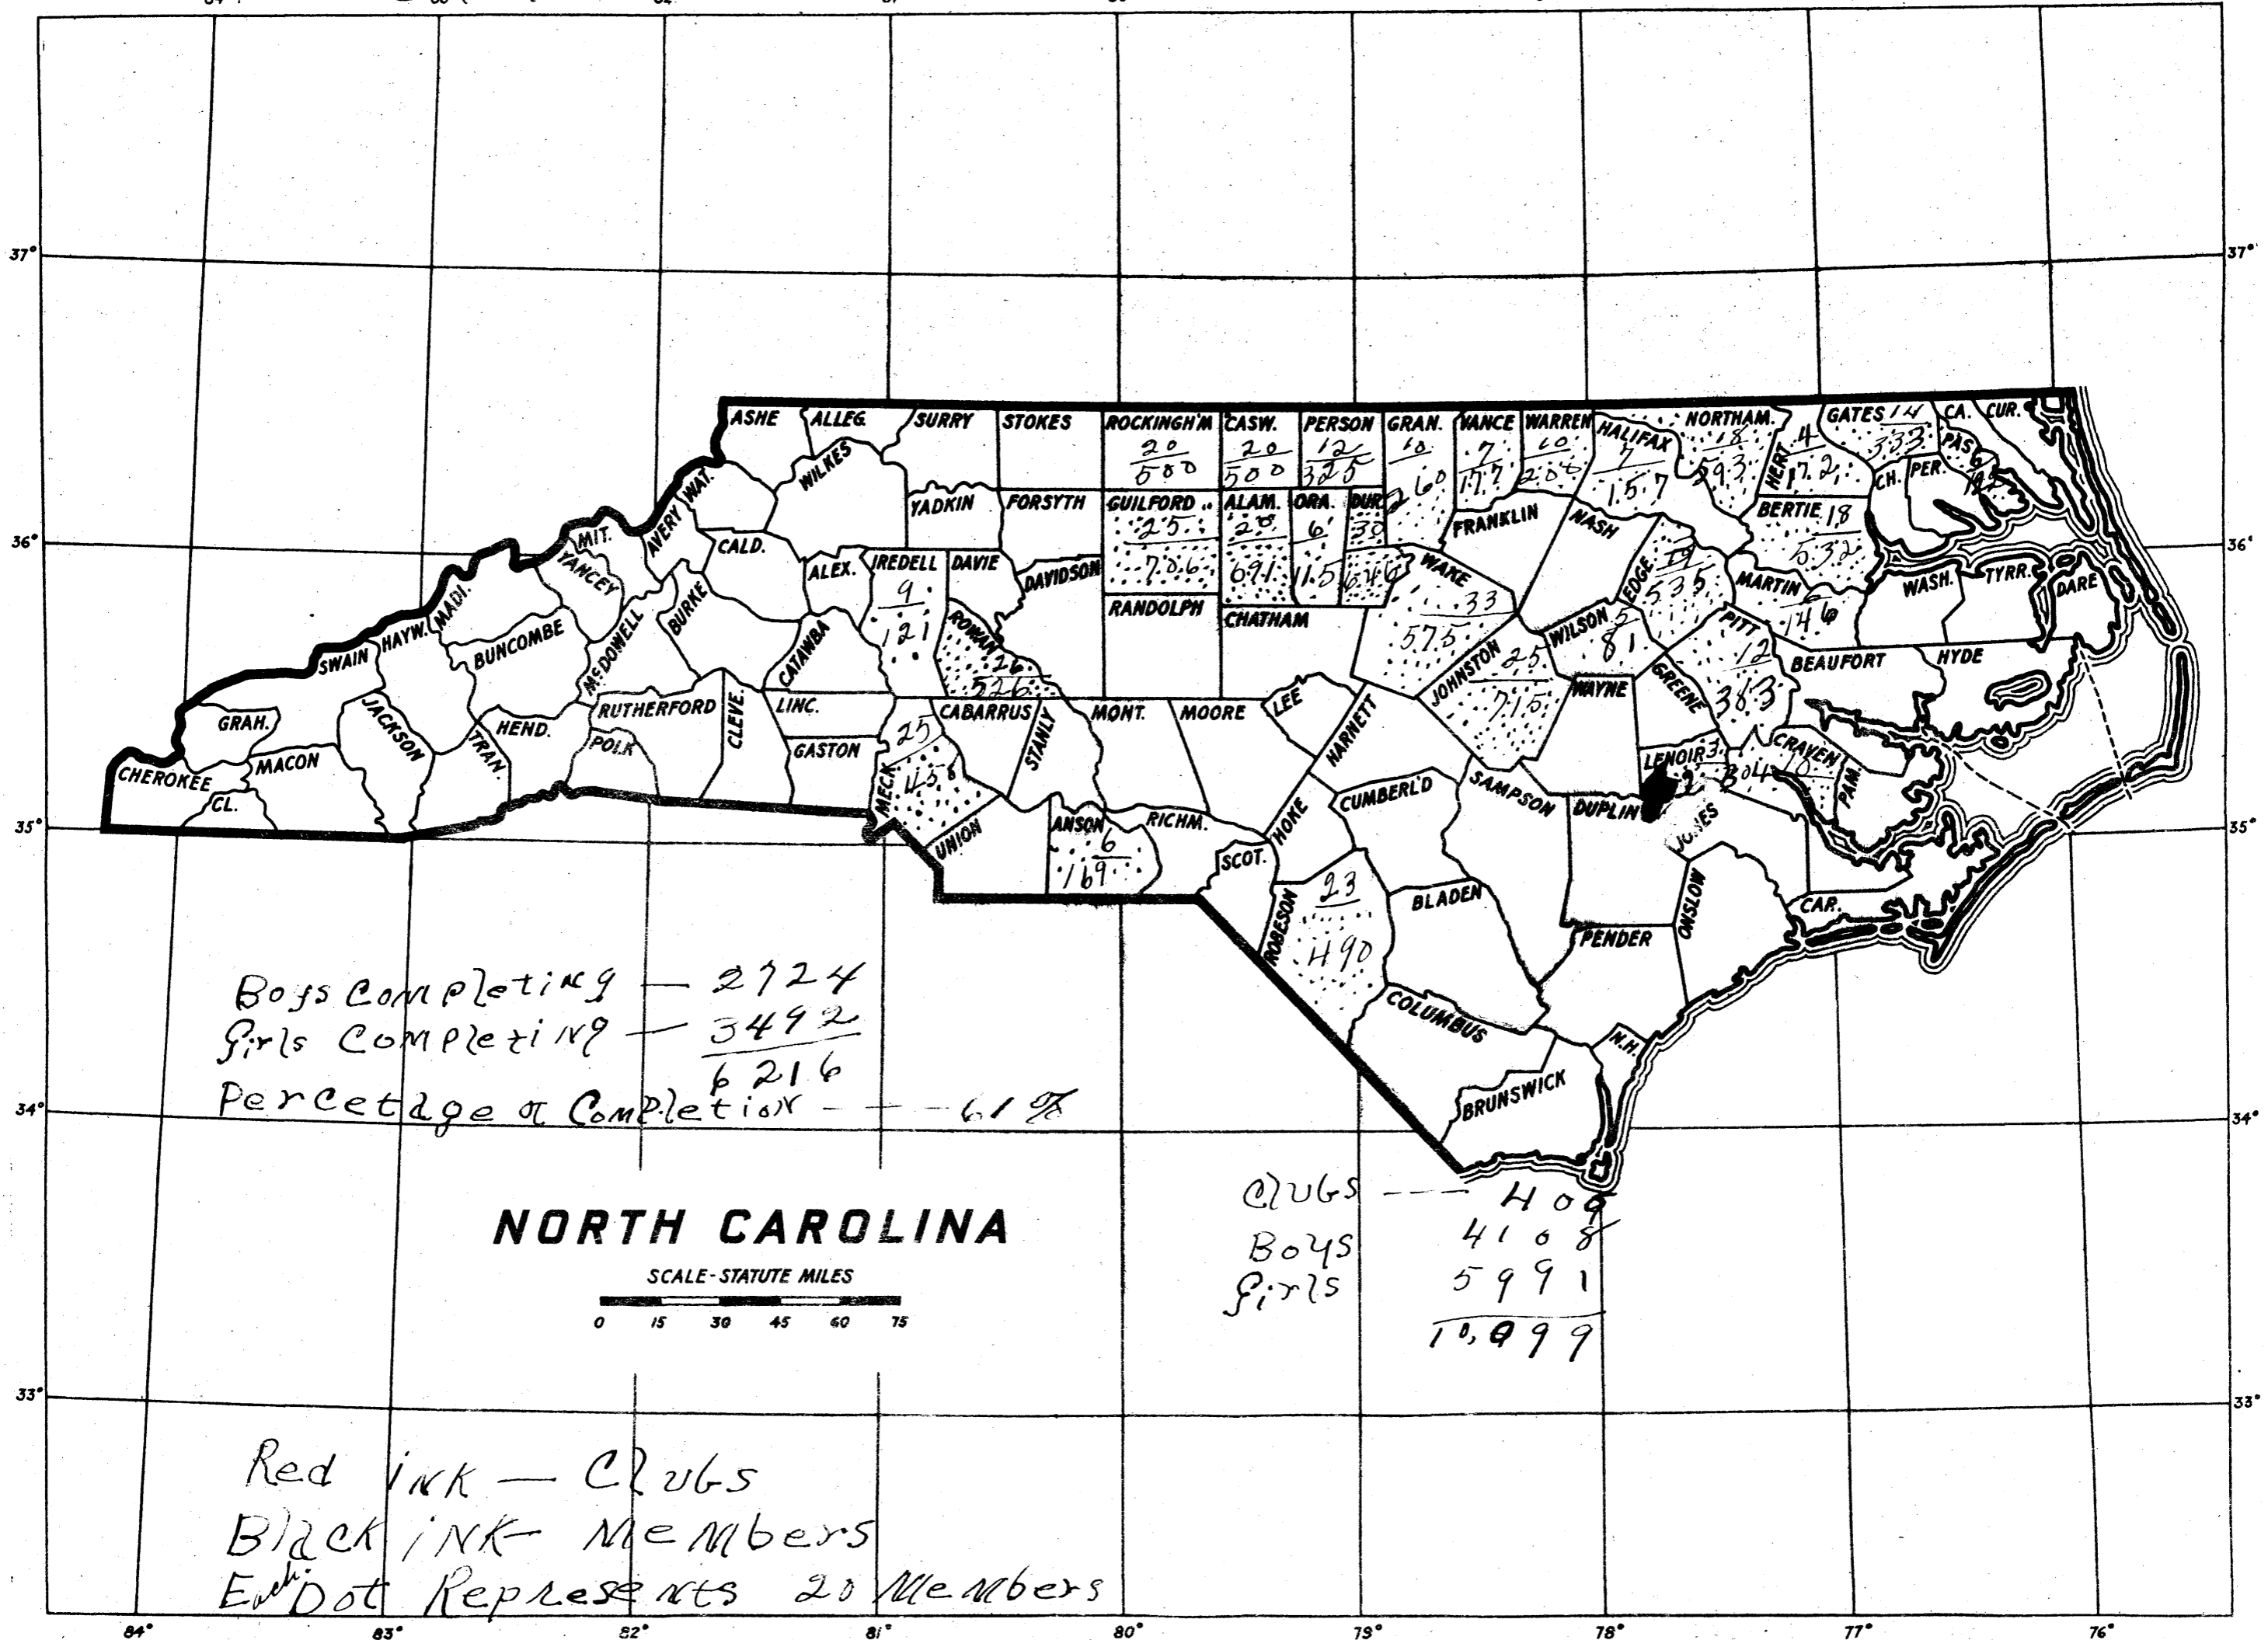 37° 37°
ASHE ALLEG. SURRY STOKES ROCKINGH'M CASW. PERSON GRAN. VANCE WARREN HALIFAX NORTHAM. HERT. GATES 14 CA. CUR.
20 20 12 10 7 10 7 18 4 333 PAS.
500 500 325 260 177 157 593 172 CH. PER. 6
WAT. WILKES
YADKIN FORSYTH GUILFORD ALAM. ORA. DUR. FRANKLIN NASH BERTIE 18
25 6 30 532
706 691 115 646
36° 36°
MIT. AVERY CALD. ALEX. IREDELL DAVIE DAVIDSON WAKE EDGE. MARTIN WASH. TYRR. DARE
YANCEY 9 33 535 6
MADI. BURKE 121 RANDOLPH CHATHAM 575 WILSON 5 146
HAYW. BUNCOMBE McDOWELL CATAWBA ROWAN 81 PITT
SWAIN 26 JOHNSTON 25 12 BEAUFORT HYDE
526 715 WAYNE GREENE 383
GRAH. JACKSON HEND. RUTHERFORD CLEVE. LINC. CABARRUS STANLY MONT. MOORE LEE HARNETT
MACON TRAN. POLK GASTON 25 LENOIR 3 CRAVEN
CHEROKEE MECK. 458 304 10 PAM.
CL. CUMBERL'D SAMPSON DUPLIN JONES
35° 35°
UNION ANSON RICHM. HOKE
6 SCOT.
169
ROBESON 23 BLADEN ONSLOW CAR.
490 PENDER
COLUMBUS N.H.
BRUNSWICK
Boys Completing — 2724
Girls Completing — 3492
6216
Percetage of Completion - - - 61%
34° 34°
NORTH CAROLINA
SCALE-STATUTE MILES
0 15 30 45 60 75
Clubs ---
Boys 4108
Girls 5991
10,099
33° 33°
Red ink — Clubs
Black ink — Members
Each Dot Represents 20 Members
84° 83° 82° 81° 80° 79° 78° 77° 76°